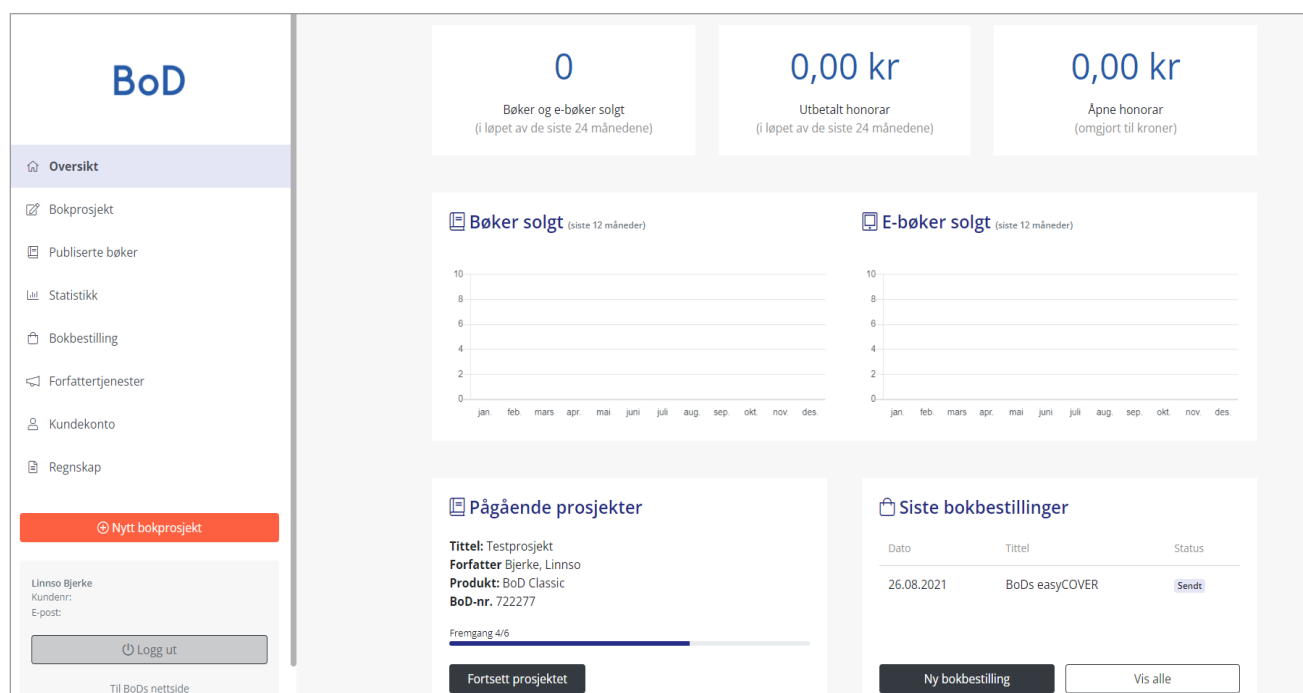 BoD
Oversikt
Bokprosjekt
Publiserte bøker
Statistikk
Bokbestilling
Forfattertjenester
Kundekonto
Regnskap
Nytt bokprosjekt
Linnso Bjerke
Kundenr:
E-post:
Logg ut
Til BoDs nettside
0
Bøker og e-bøker solgt
(i løpet av de siste 24 månedene)
0,00 kr
Utbetalt honorar
(i løpet av de siste 24 månedene)
0,00 kr
Åpne honorar
(omgjort til kroner)
Bøker solgt (siste 12 måneder)
10
8
6
4
2
0
jan. feb. mars apr. mai juni juli aug. sep. okt. nov. des.
E-bøker solgt (siste 12 måneder)
10
8
6
4
2
0
jan. feb. mars apr. mai juni juli aug. sep. okt. nov. des.
Pågående prosjekter
Tittel: Testprosjekt
Forfatter Bjerke, Linnso
Produkt: BoD Classic
BoD-nr. 722277
Fremgang 4/6
Fortsett prosjektet
Siste bokbestillinger
Dato Tittel Status
26.08.2021 BoDs easyCOVER Sendt
Ny bokbestilling Vis alle